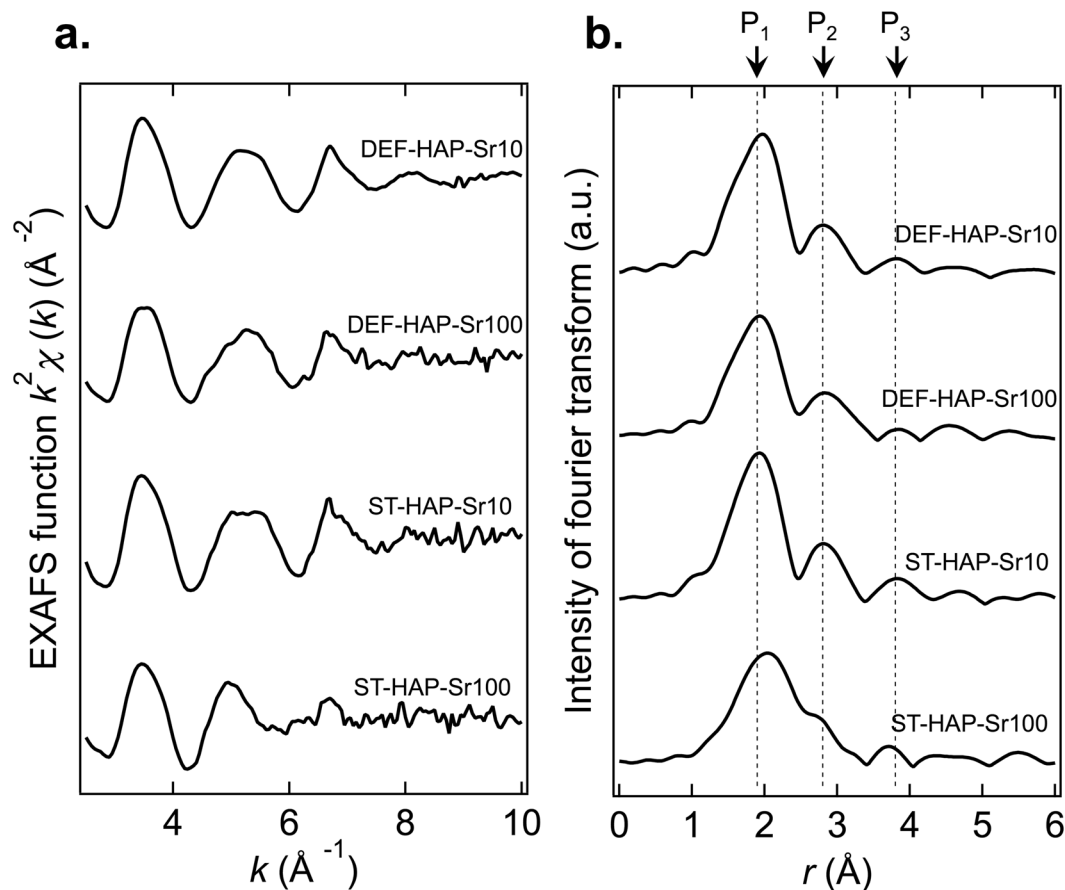 a.
EXAFS function k² χ (k) (Å ⁻²)
DEF-HAP-Sr10
DEF-HAP-Sr100
ST-HAP-Sr10
ST-HAP-Sr100
4 6 8 10
k (Å ⁻¹)
b.
P₁ P₂ P₃
Intensity of fourier transform (a.u.)
DEF-HAP-Sr10
DEF-HAP-Sr100
ST-HAP-Sr10
ST-HAP-Sr100
0 1 2 3 4 5 6
r (Å)